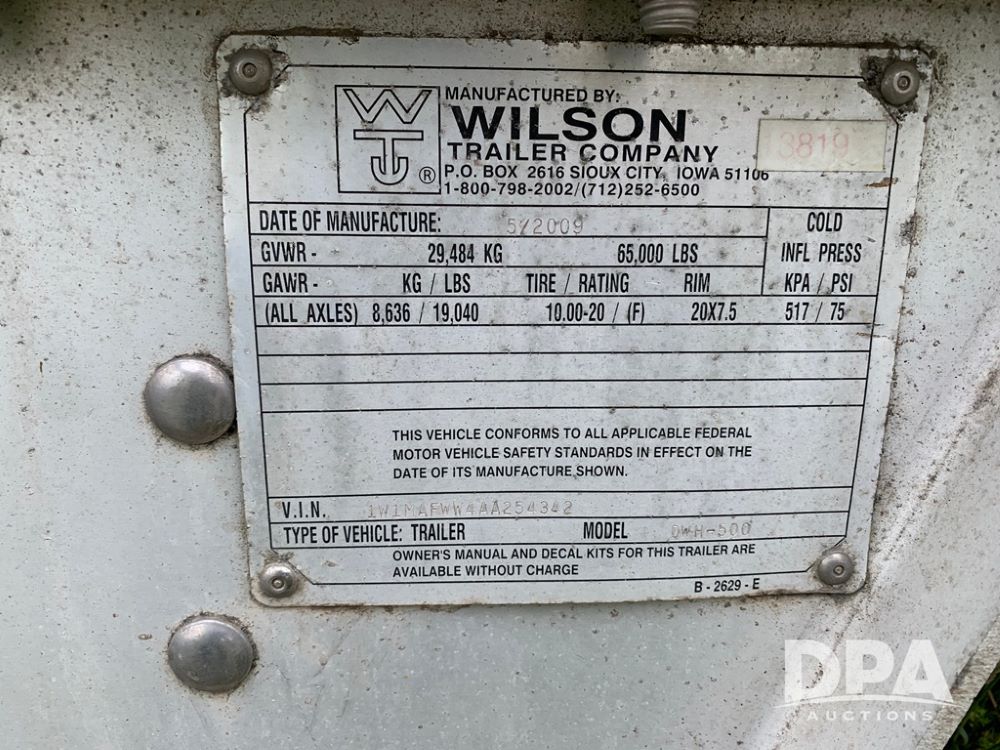 MANUFACTURED BY:
WILSON
TRAILER COMPANY
P.O. BOX 2616 SIOUX CITY, IOWA 51106
1-800-798-2002/(712)252-6500
3819
WT
®
DATE OF MANUFACTURE: 5/2009
COLD
GVWR - 29,484 KG 65,000 LBS INFL PRESS
GAWR - KG / LBS TIRE / RATING RIM KPA / PSI
(ALL AXLES) 8,636 / 19,040 10.00-20 / (F) 20X7.5 517 / 75
THIS VEHICLE CONFORMS TO ALL APPLICABLE FEDERAL
MOTOR VEHICLE SAFETY STANDARDS IN EFFECT ON THE
DATE OF ITS MANUFACTURE SHOWN.
V.I.N. 1W1MAFWW4AA254342
TYPE OF VEHICLE: TRAILER MODEL DWH-500
OWNER'S MANUAL AND DECAL KITS FOR THIS TRAILER ARE
AVAILABLE WITHOUT CHARGE
B - 2629 - E
DPA
AUCTIONS